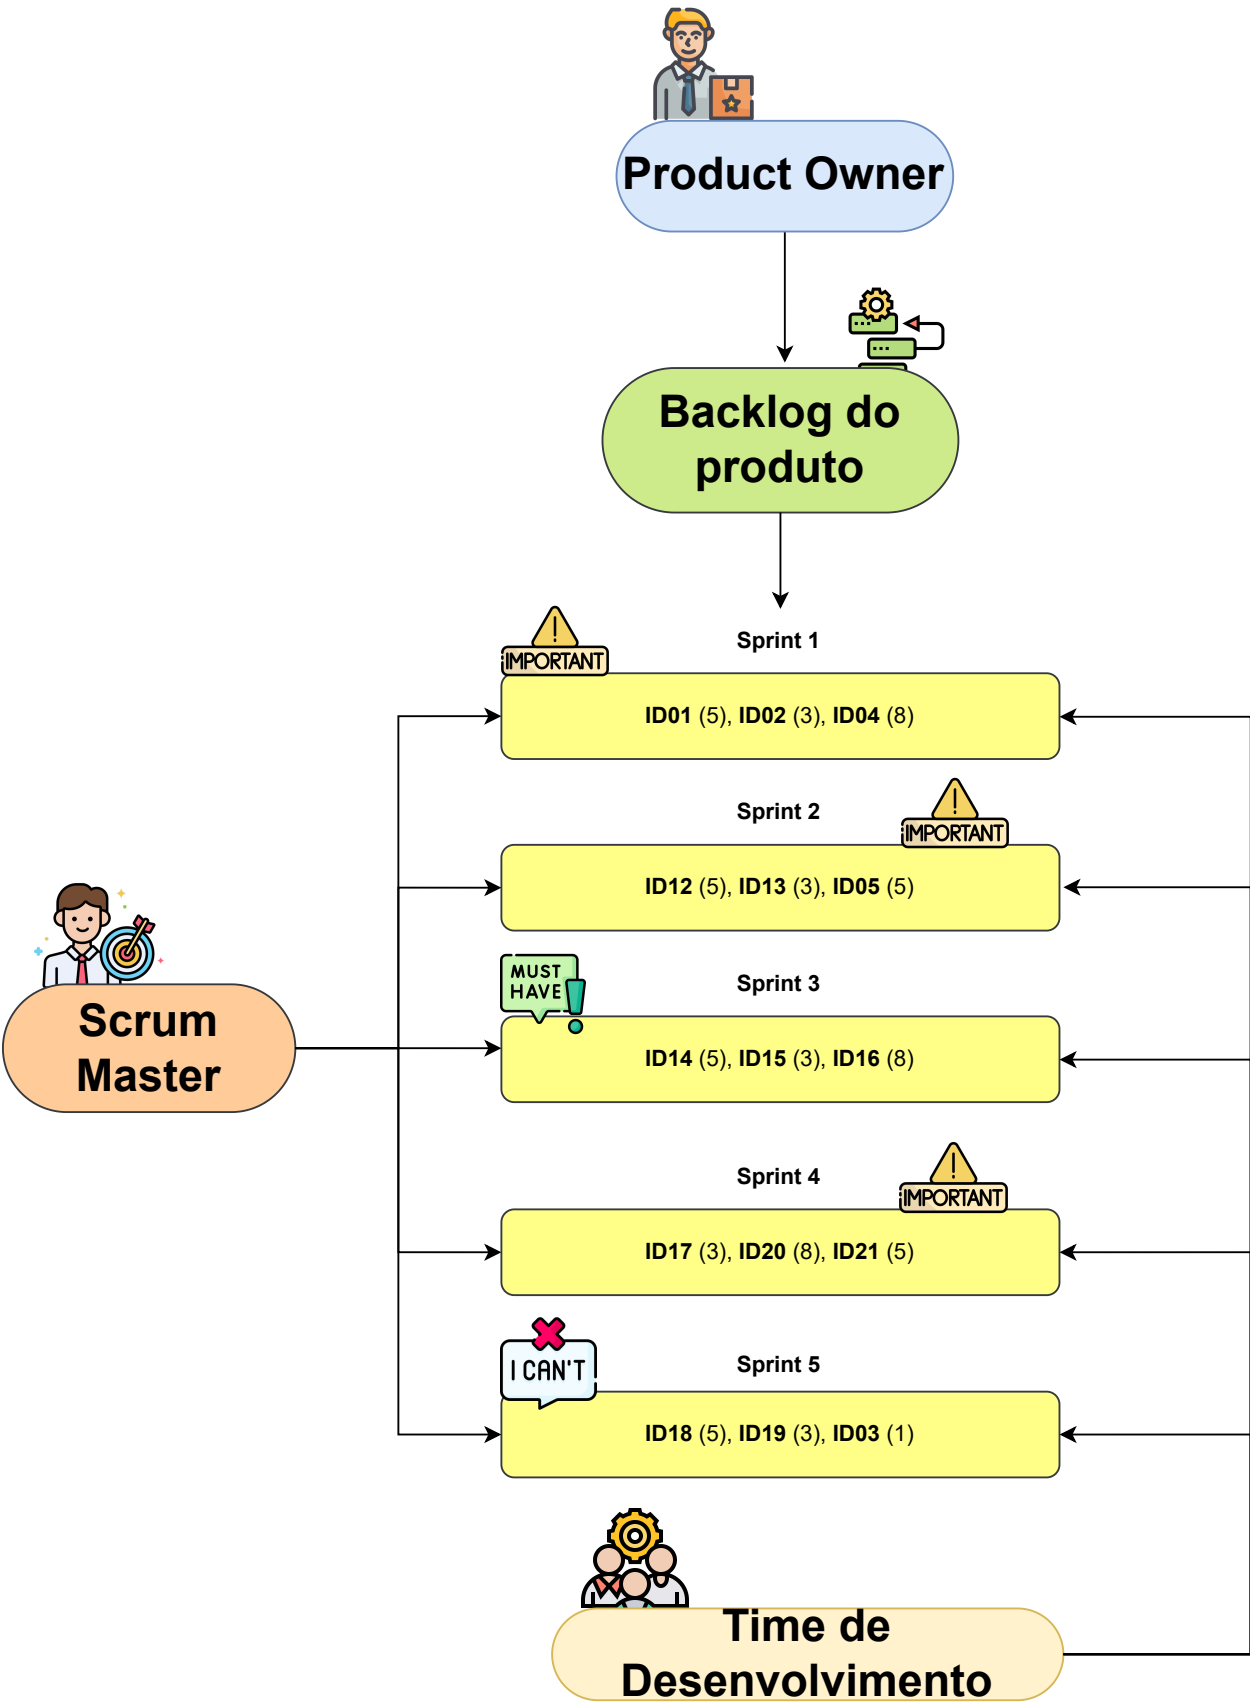 Product Owner
Backlog do
produto
Sprint 1
IMPORTANT
ID01 (5), ID02 (3), ID04 (8)
Sprint 2
IMPORTANT
ID12 (5), ID13 (3), ID05 (5)
MUST
HAVE
Sprint 3
ID14 (5), ID15 (3), ID16 (8)
Scrum
Master
Sprint 4
IMPORTANT
ID17 (3), ID20 (8), ID21 (5)
I CAN'T
Sprint 5
ID18 (5), ID19 (3), ID03 (1)
Time de
Desenvolvimento